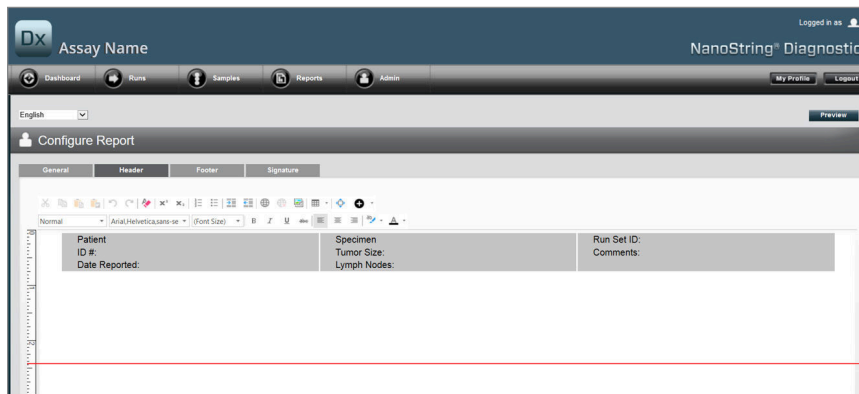 Logged in as
Dx
Assay Name
NanoString® Diagnostic
Dashboard Runs Samples Reports Admin
My Profile Logout
English
Preview
Configure Report
General Header Footer Signature
Normal Arial,Helvetica,sans-se (Font Size) B I U abc A
Patient Specimen Run Set ID:
ID #: Tumor Size: Comments:
Date Reported: Lymph Nodes: